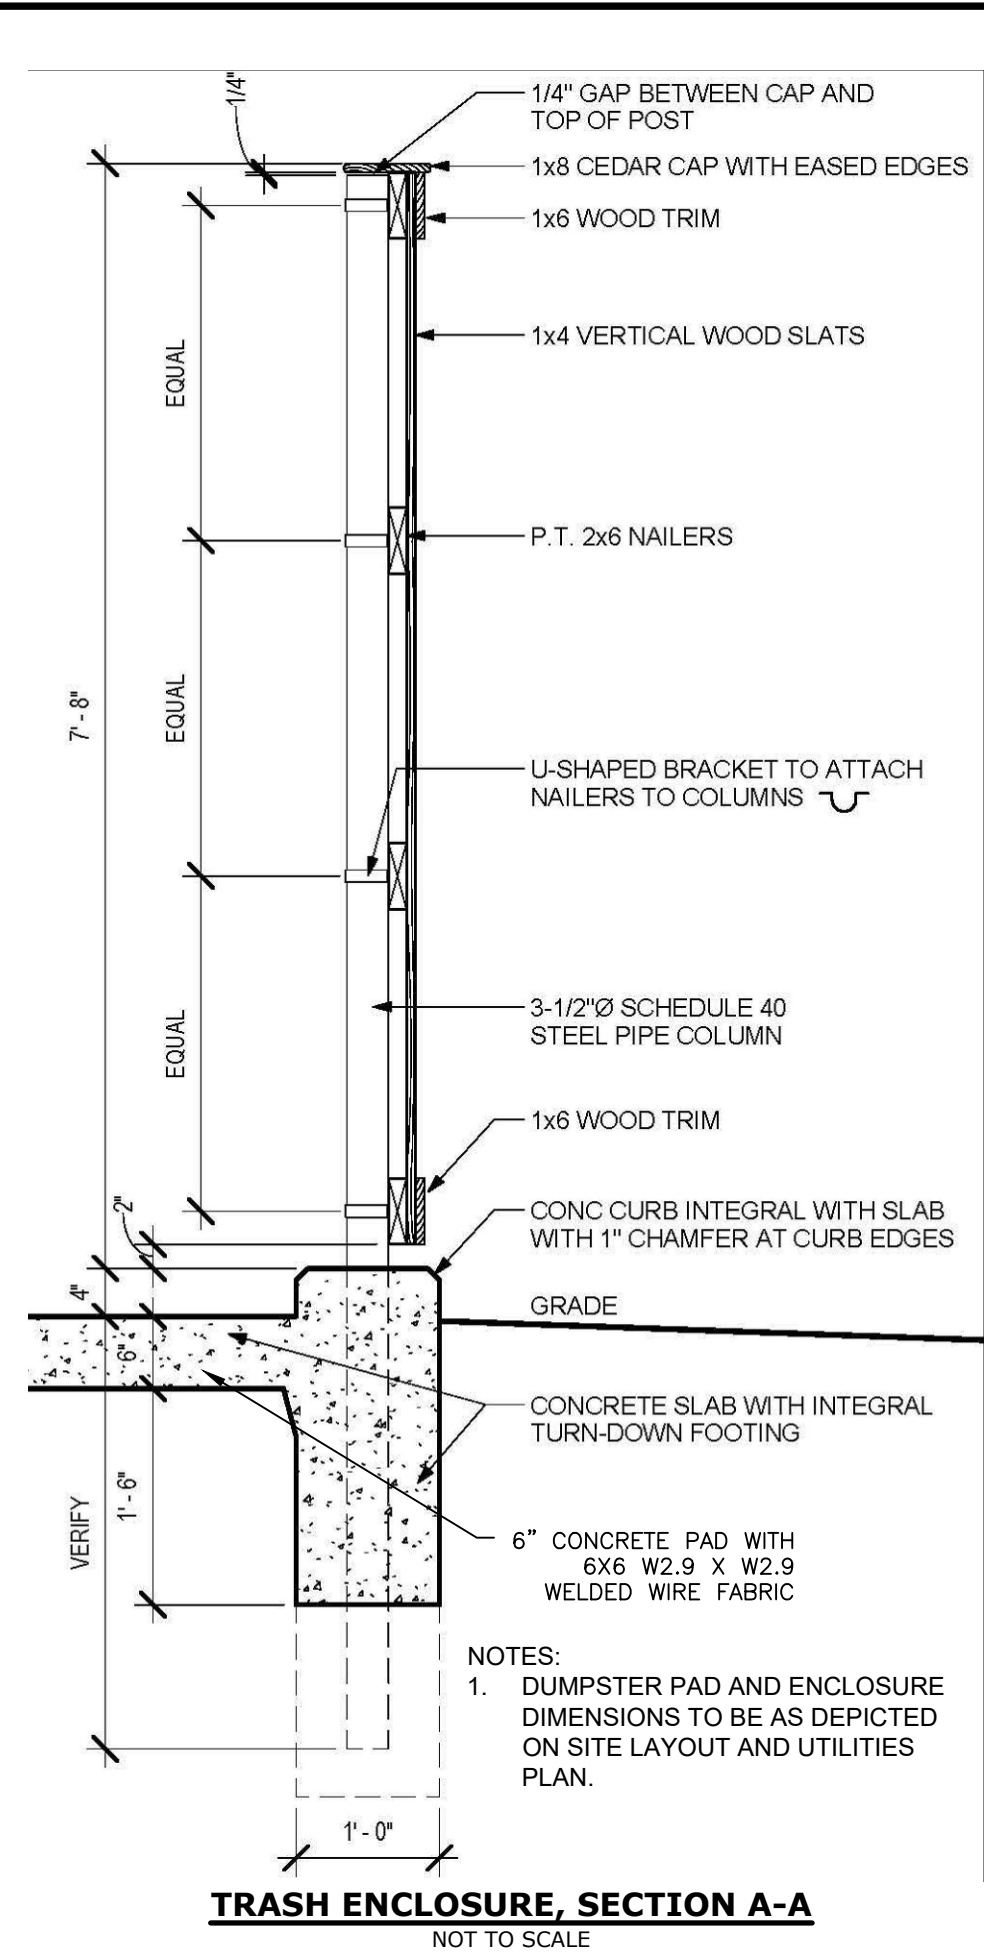 1/4"
1/4" GAP BETWEEN CAP AND
TOP OF POST
1x8 CEDAR CAP WITH EASED EDGES
1x6 WOOD TRIM
EQUAL
1x4 VERTICAL WOOD SLATS
P.T. 2x6 NAILERS
7' - 8"
EQUAL
U-SHAPED BRACKET TO ATTACH
NAILERS TO COLUMNS
EQUAL
3-1/2"Ø SCHEDULE 40
STEEL PIPE COLUMN
1x6 WOOD TRIM
2"
CONC CURB INTEGRAL WITH SLAB
WITH 1" CHAMFER AT CURB EDGES
4"
GRADE
6"
CONCRETE SLAB WITH INTEGRAL
TURN-DOWN FOOTING
1' - 6"
VERIFY
6” CONCRETE PAD WITH
6X6 W2.9 X W2.9
WELDED WIRE FABRIC
NOTES:
1. DUMPSTER PAD AND ENCLOSURE
DIMENSIONS TO BE AS DEPICTED
ON SITE LAYOUT AND UTILITIES
PLAN.
1' - 0"
TRASH ENCLOSURE, SECTION A-A
NOT TO SCALE